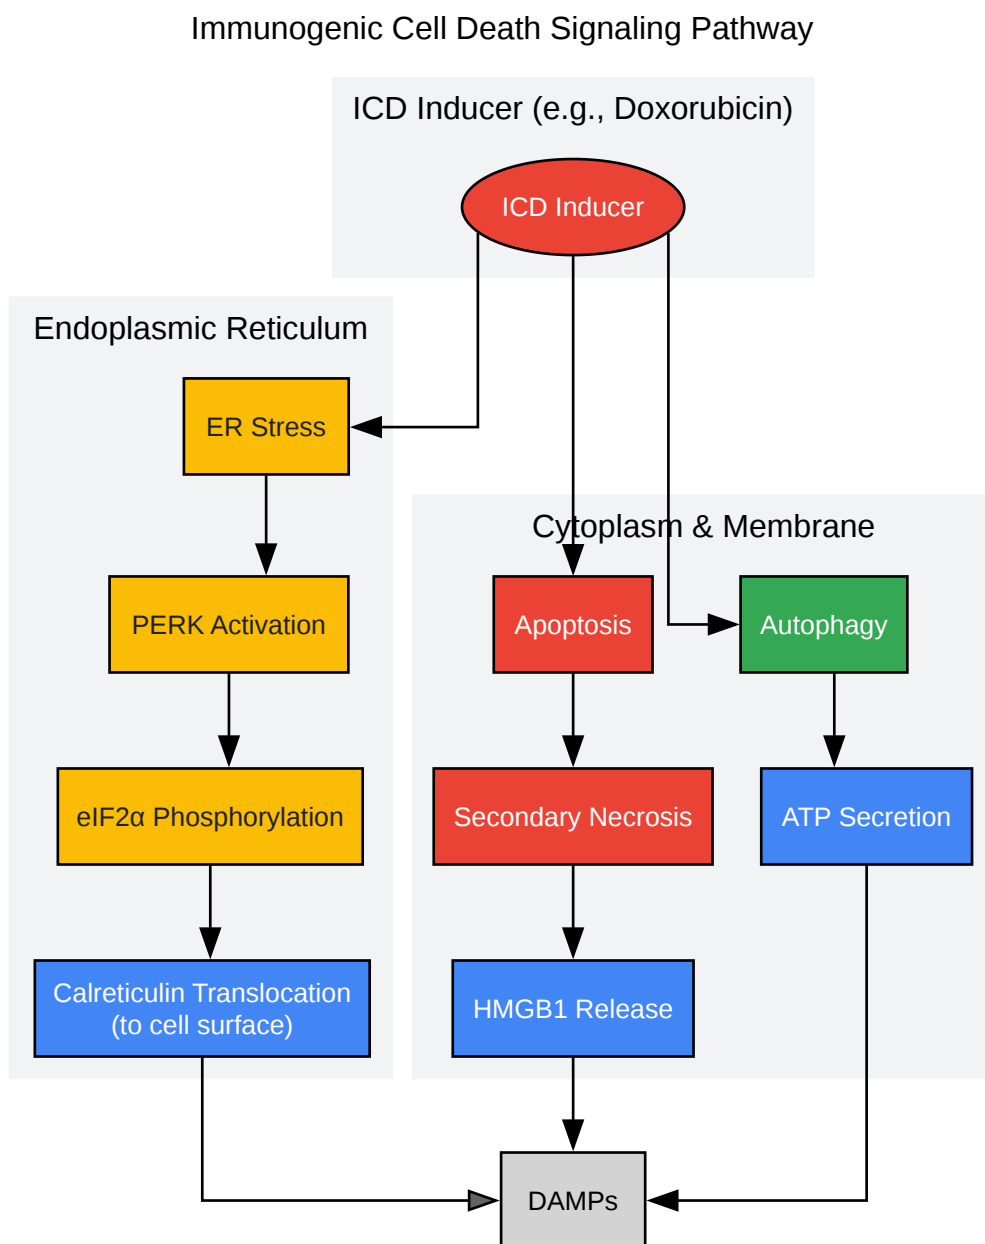 Immunogenic Cell Death Signaling Pathway
ICD Inducer (e.g., Doxorubicin)
ICD Inducer
Endoplasmic Reticulum
ER Stress
PERK Activation
eIF2α Phosphorylation
Calreticulin Translocation
(to cell surface)
Cytoplasm & Membrane
Apoptosis
Autophagy
Secondary Necrosis
ATP Secretion
HMGB1 Release
DAMPs